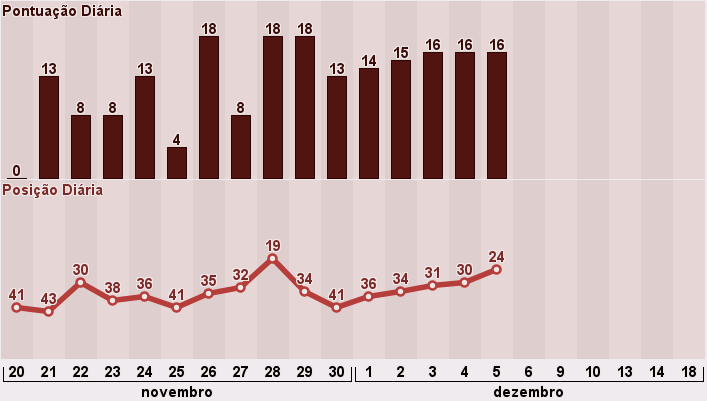 Pontuação Diária
0 13 8 8 13 4 18 8 18 18 13 14 15 16 16 16
Posição Diária
41 43 30 38 36 41 35 32 19 34 41 36 34 31 30 24
20 21 22 23 24 25 26 27 28 29 30 1 2 3 4 5 6 9 10 13 14 18
novembro dezembro